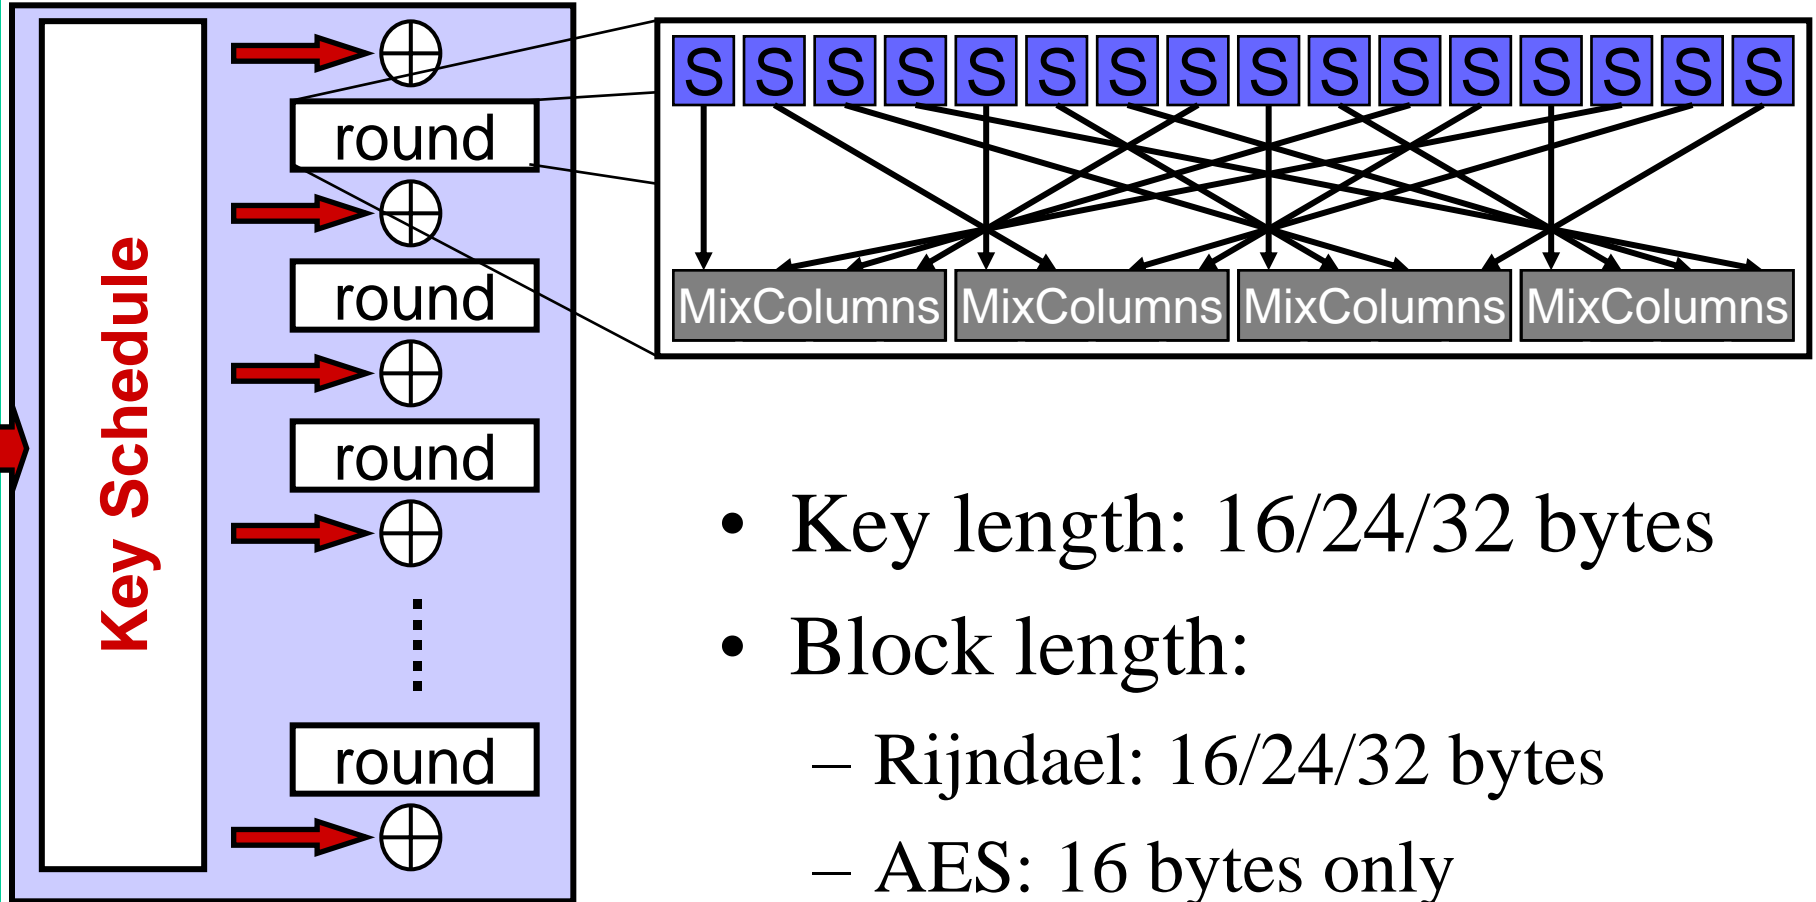 Key Schedule
round
round
round
round
S S S S S S S S S S S S S S S S
MixColumns MixColumns MixColumns MixColumns
• Key length: 16/24/32 bytes
• Block length:
– Rijndael: 16/24/32 bytes
– AES: 16 bytes only